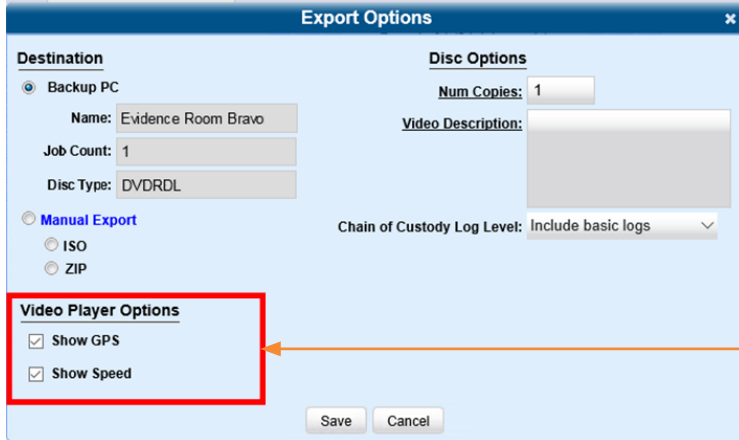 Export Options
Destination
Backup PC
Name: Evidence Room Bravo
Job Count: 1
Disc Type: DVDRDL
Manual Export
ISO
ZIP
Disc Options
Num Copies: 1
Video Description:
Chain of Custody Log Level: Include basic logs
Video Player Options
Show GPS
Show Speed
Save Cancel